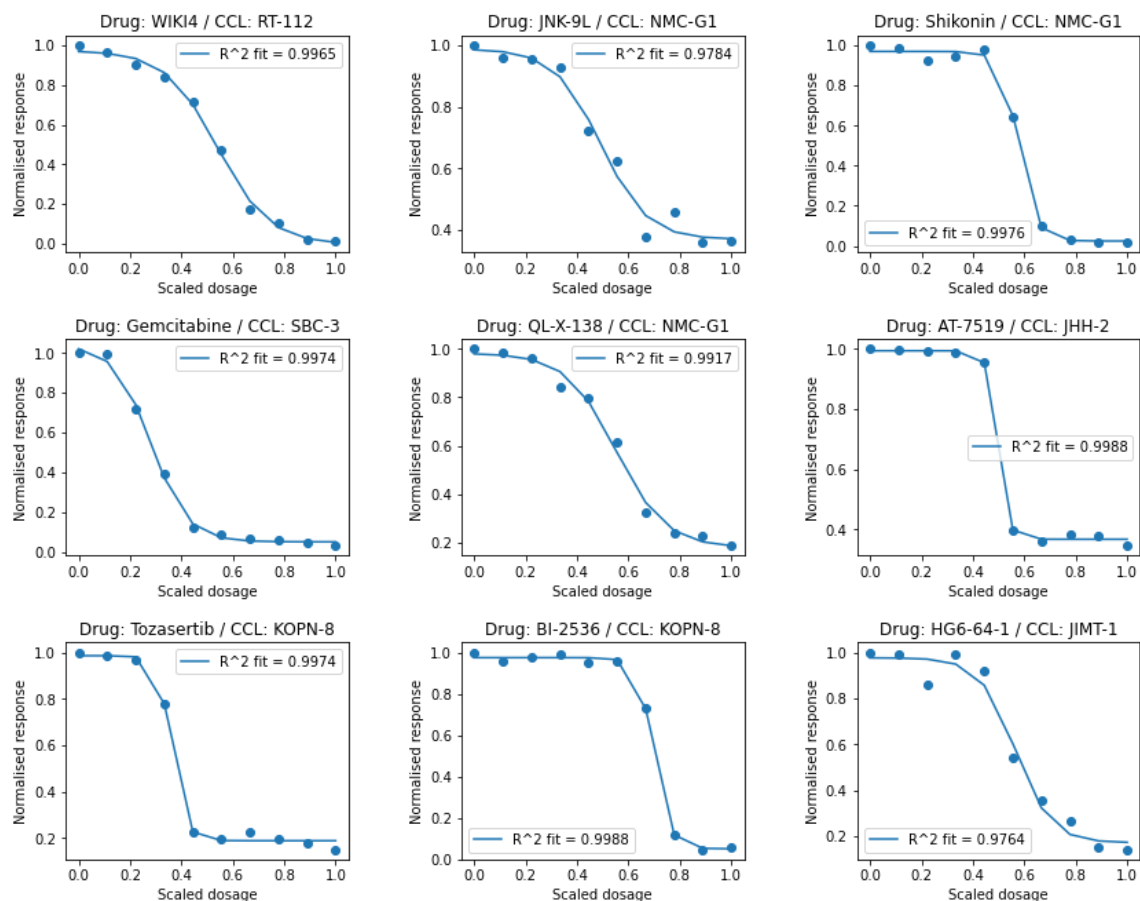 Drug: WIKI4 / CCL: RT-112
1.0
0.8
0.6
0.4
0.2
0.0
Normalised response
R^2 fit = 0.9965
0.0 0.2 0.4 0.6 0.8 1.0
Scaled dosage
Drug: JNK-9L / CCL: NMC-G1
1.0
0.8
0.6
0.4
Normalised response
R^2 fit = 0.9784
0.0 0.2 0.4 0.6 0.8 1.0
Scaled dosage
Drug: Shikonin / CCL: NMC-G1
1.0
0.8
0.6
0.4
0.2
0.0
Normalised response
R^2 fit = 0.9976
0.0 0.2 0.4 0.6 0.8 1.0
Scaled dosage
Drug: Gemcitabine / CCL: SBC-3
1.0
0.8
0.6
0.4
0.2
0.0
Normalised response
R^2 fit = 0.9974
0.0 0.2 0.4 0.6 0.8 1.0
Scaled dosage
Drug: QL-X-138 / CCL: NMC-G1
1.0
0.8
0.6
0.4
0.2
Normalised response
R^2 fit = 0.9917
0.0 0.2 0.4 0.6 0.8 1.0
Scaled dosage
Drug: AT-7519 / CCL: JHH-2
1.0
0.8
0.6
0.4
Normalised response
R^2 fit = 0.9988
0.0 0.2 0.4 0.6 0.8 1.0
Scaled dosage
Drug: Tozasertib / CCL: KOPN-8
1.0
0.8
0.6
0.4
0.2
Normalised response
R^2 fit = 0.9974
0.0 0.2 0.4 0.6 0.8 1.0
Scaled dosage
Drug: BI-2536 / CCL: KOPN-8
1.0
0.8
0.6
0.4
0.2
0.0
Normalised response
R^2 fit = 0.9988
0.0 0.2 0.4 0.6 0.8 1.0
Scaled dosage
Drug: HG6-64-1 / CCL: JIMT-1
1.0
0.8
0.6
0.4
0.2
Normalised response
R^2 fit = 0.9764
0.0 0.2 0.4 0.6 0.8 1.0
Scaled dosage